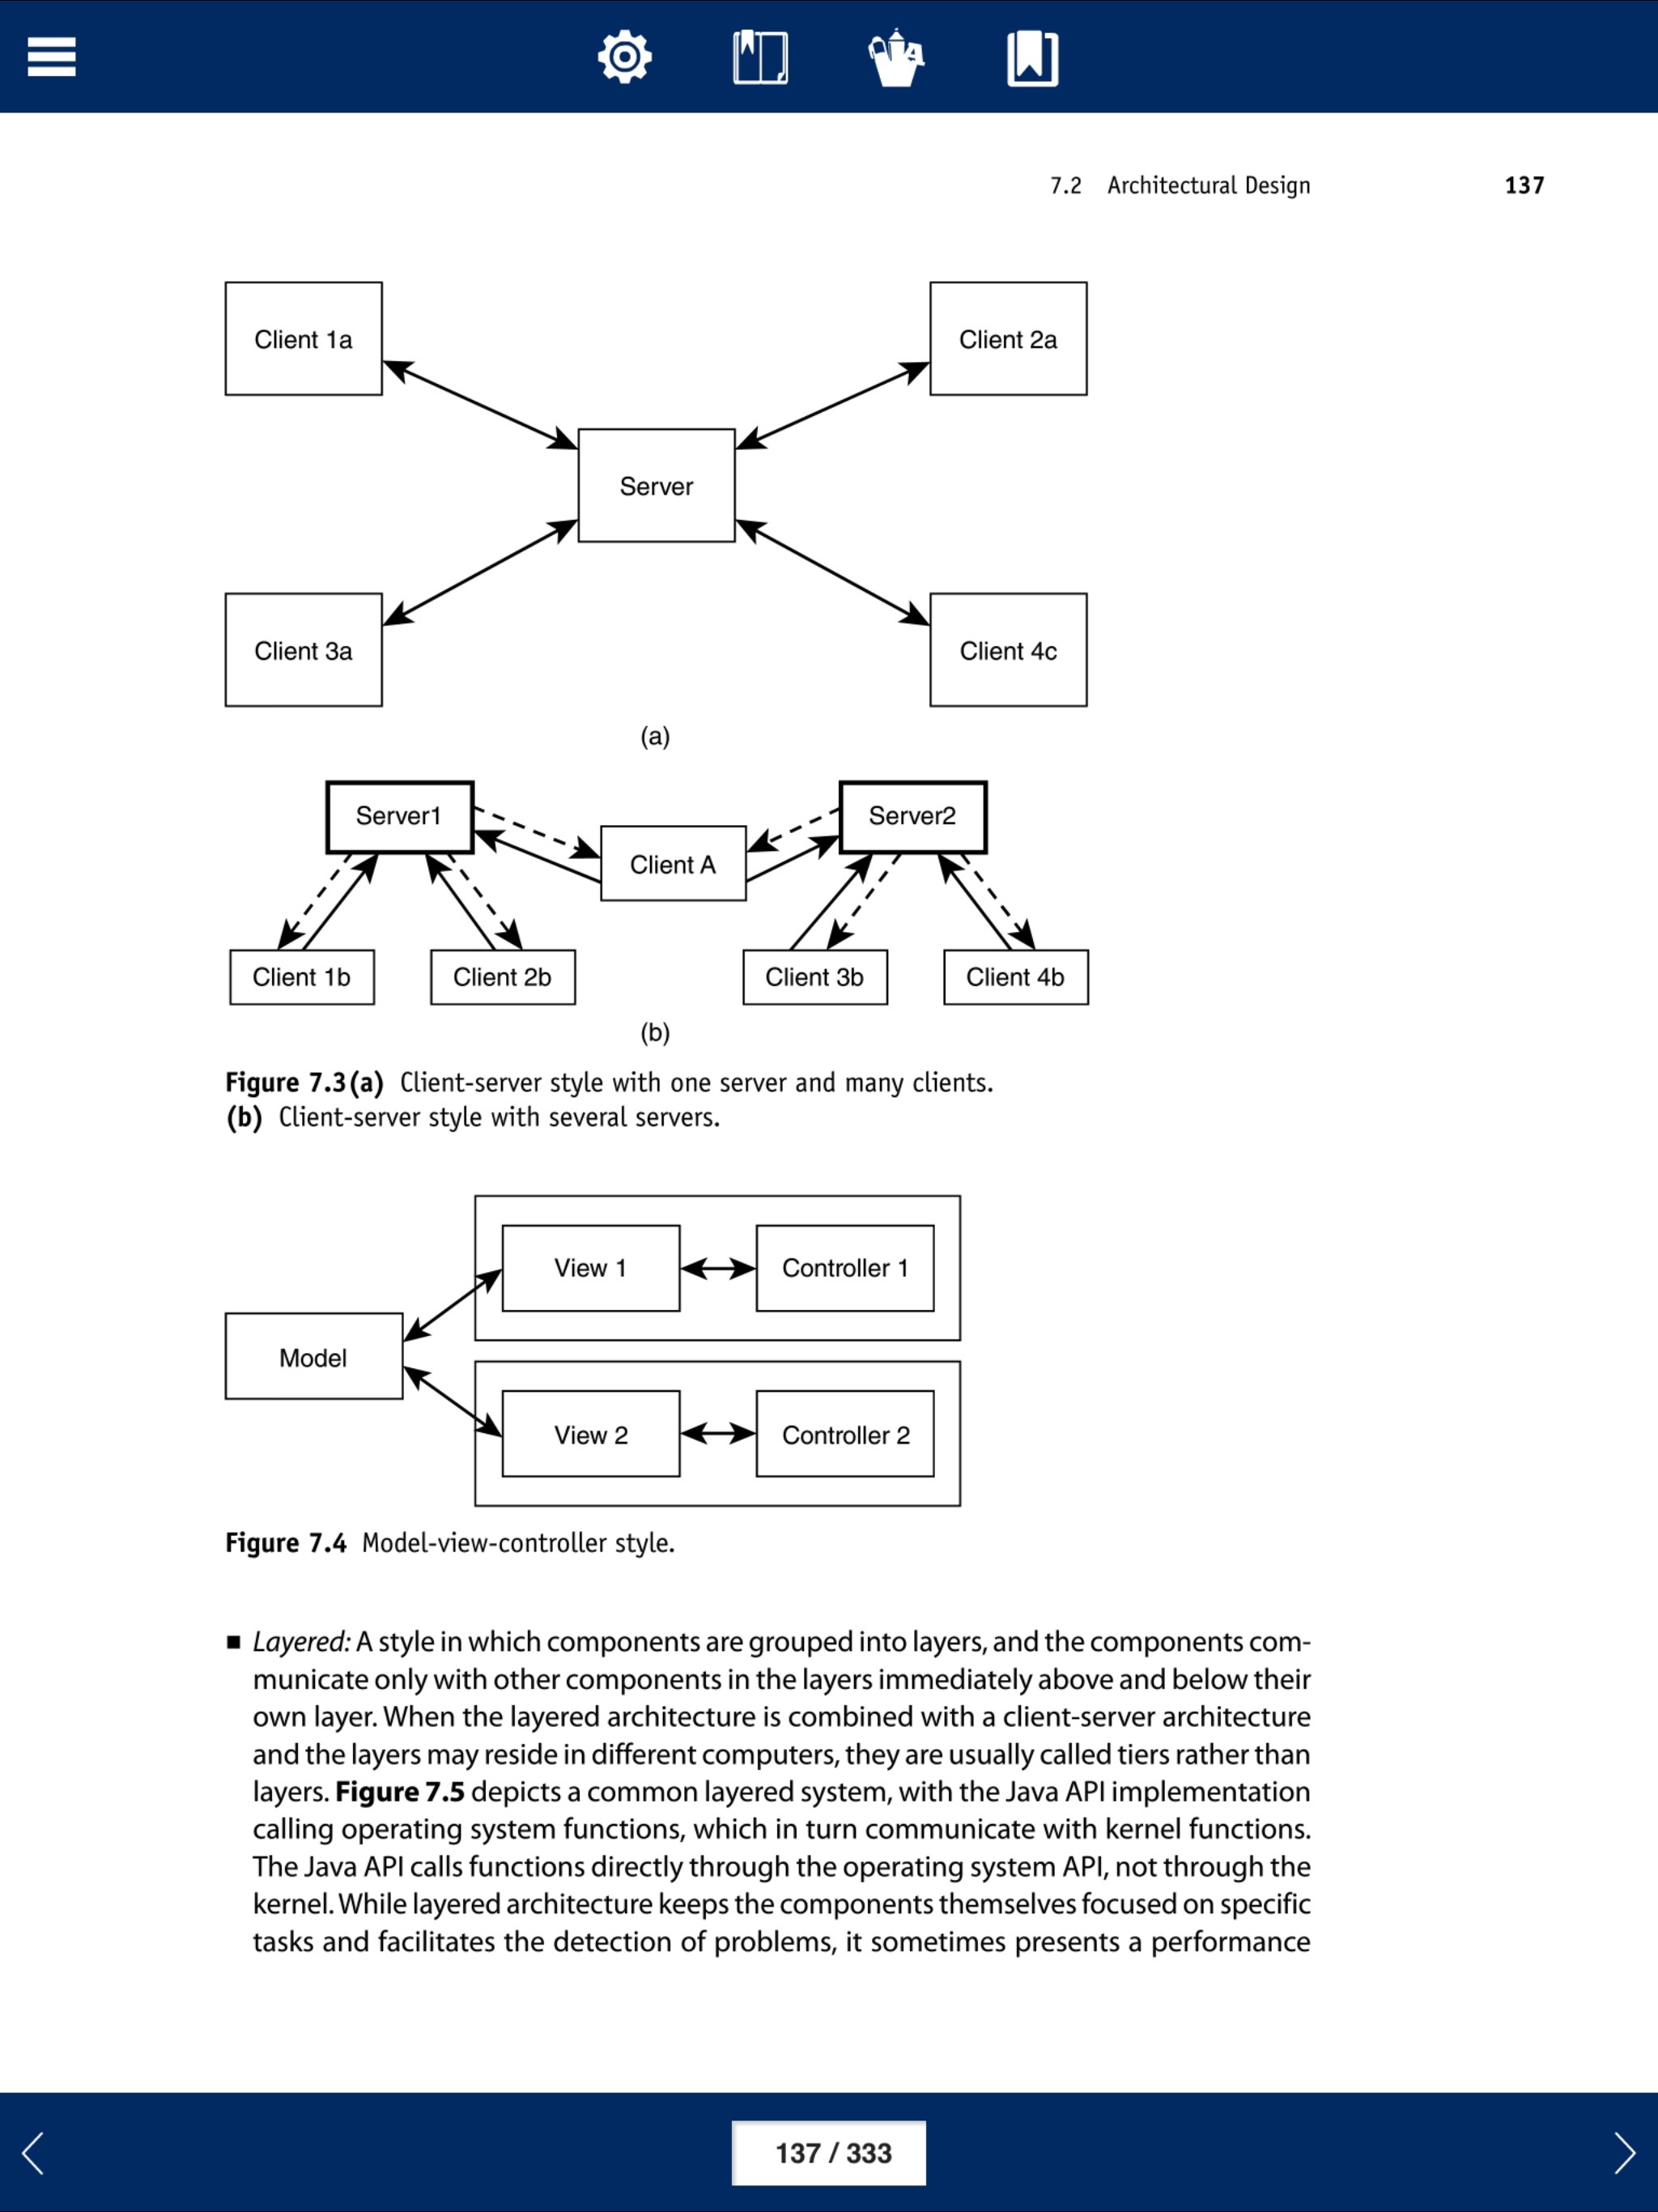 7.2 Architectural Design 137
Client 1a
Client 2a
Server
Client 3a
Client 4c
(a)
Server1
Server2
Client A
Client 1b
Client 2b
Client 3b
Client 4b
(b)
Figure 7.3(a) Client-server style with one server and many clients.
(b) Client-server style with several servers.
View 1
Controller 1
Model
View 2
Controller 2
Figure 7.4 Model-view-controller style.
■ Layered: A style in which components are grouped into layers, and the components com-
municate only with other components in the layers immediately above and below their
own layer. When the layered architecture is combined with a client-server architecture
and the layers may reside in different computers, they are usually called tiers rather than
layers. Figure 7.5 depicts a common layered system, with the Java API implementation
calling operating system functions, which in turn communicate with kernel functions.
The Java API calls functions directly through the operating system API, not through the
kernel. While layered architecture keeps the components themselves focused on specific
tasks and facilitates the detection of problems, it sometimes presents a performance
137 / 333